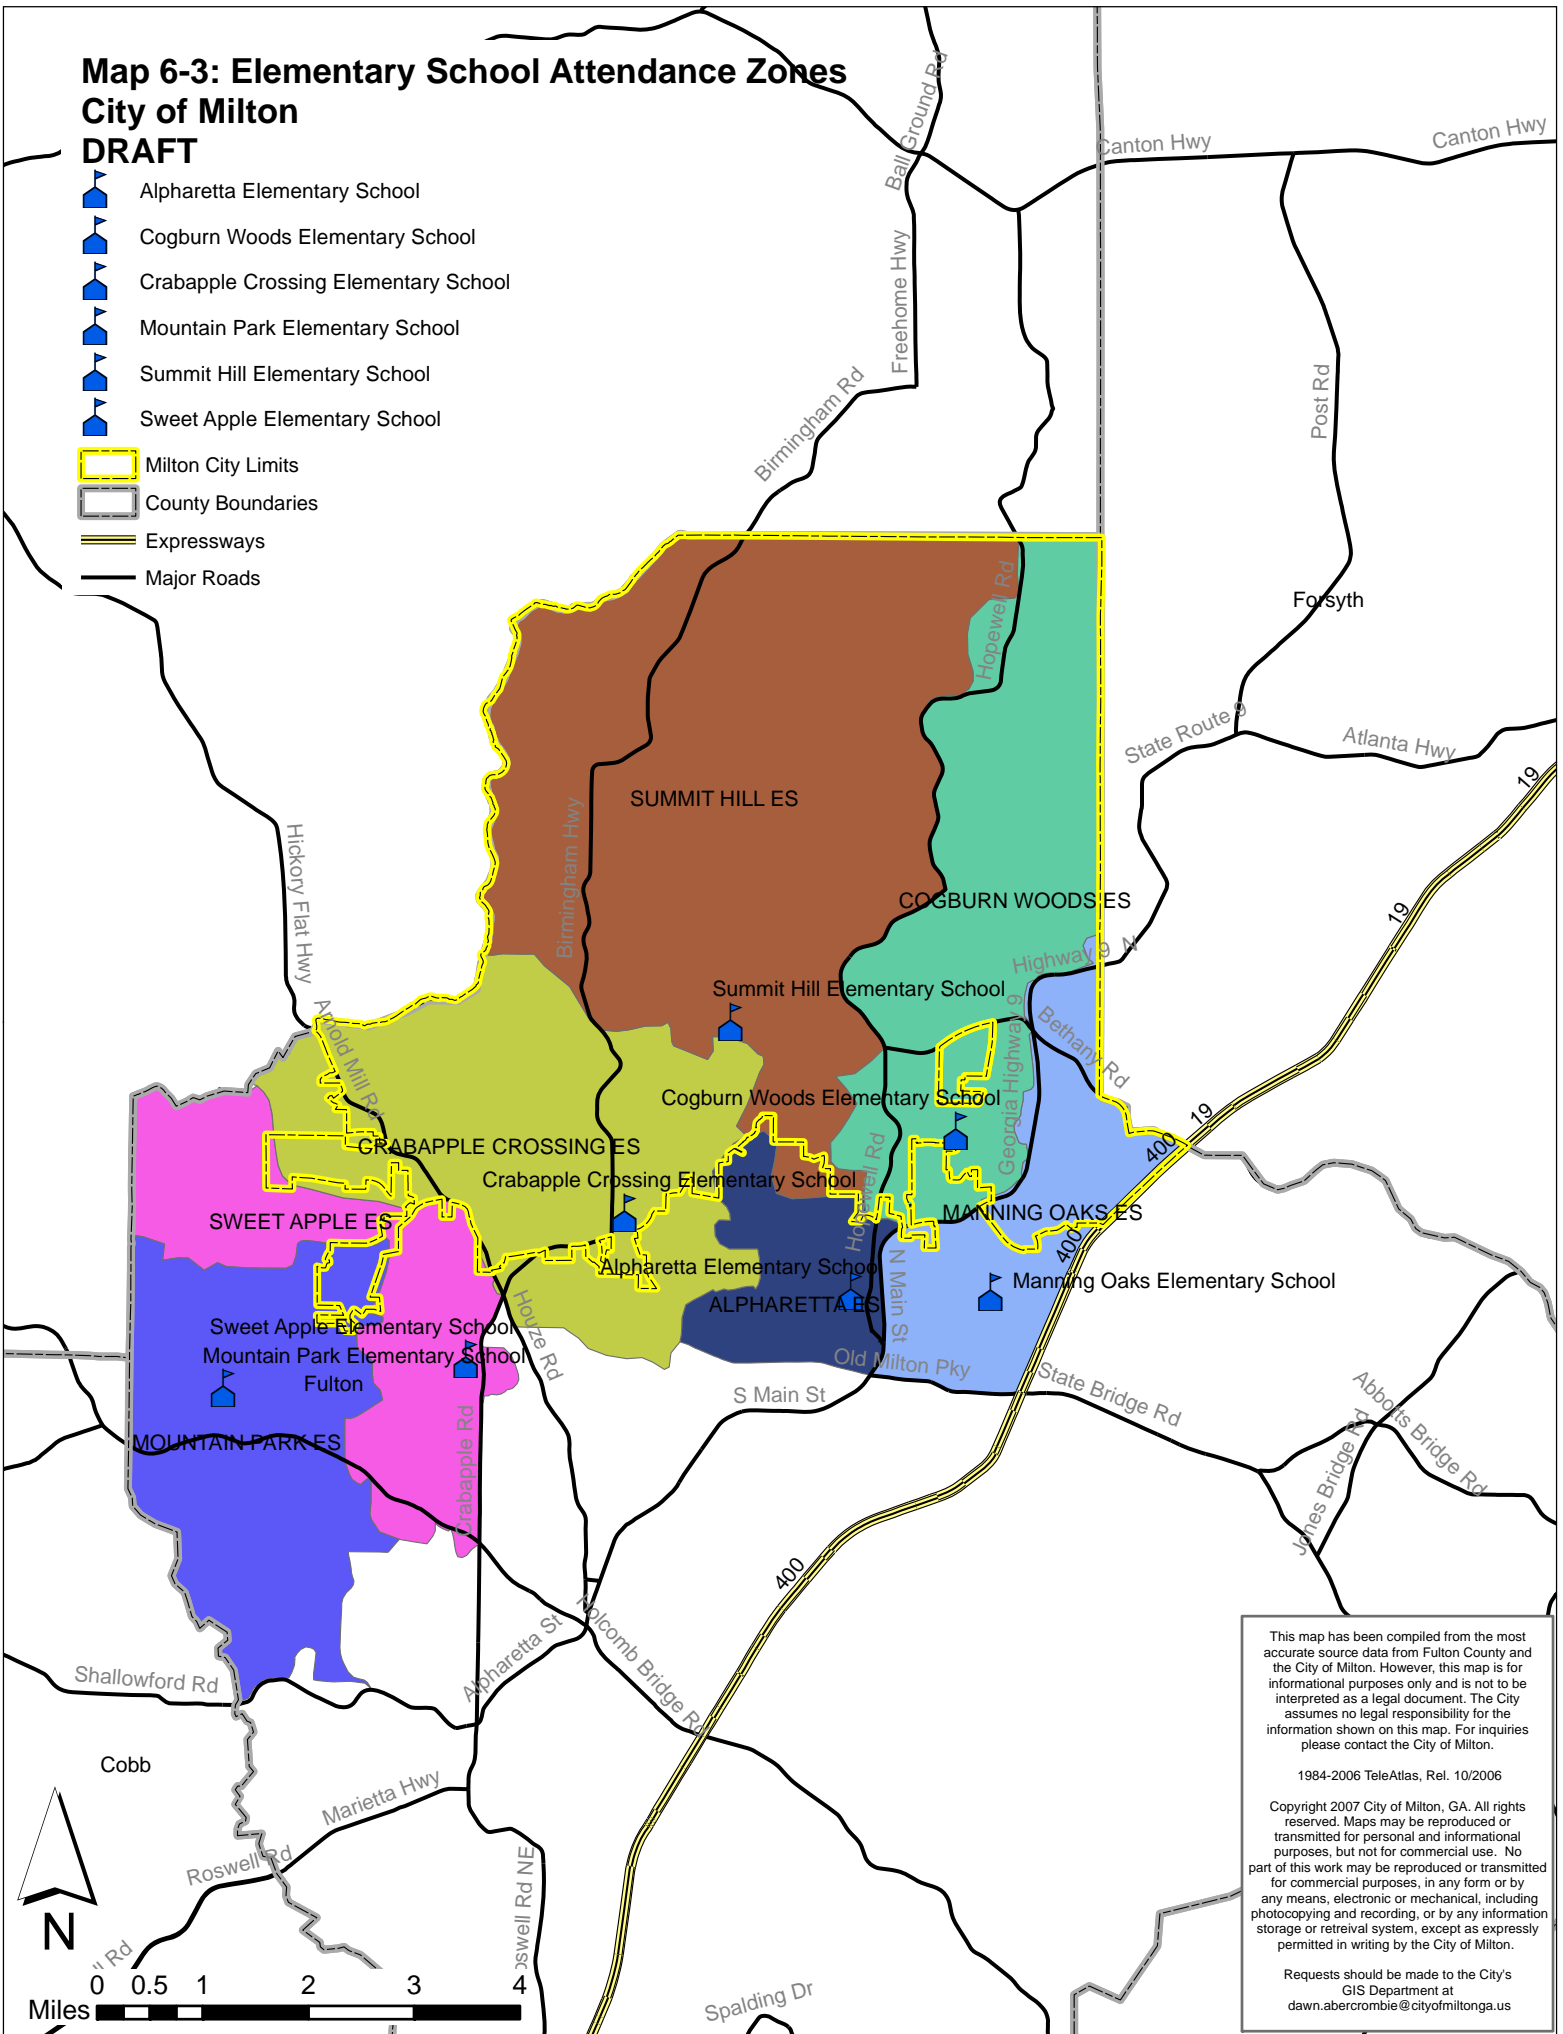 Map 6-3: Elementary School Attendance Zones
City of Milton
DRAFT
Alpharetta Elementary School
Cogburn Woods Elementary School
Crabapple Crossing Elementary School
Mountain Park Elementary School
Summit Hill Elementary School
Sweet Apple Elementary School
Milton City Limits
County Boundaries
Expressways
Major Roads
Ball Ground Rd
Canton Hwy
Canton Hwy
Freehome Hwy
Birmingham Rd
Post Rd
Forsyth
Hopewell Rd
State Route 9
Atlanta Hwy
19
SUMMIT HILL ES
Birmingham Hwy
Hickory Flat Hwy
COGBURN WOODS ES
19
Highway 9 N
Summit Hill Elementary School
Arnold Mill Rd
Georgia Highway 9
Bethany Rd
Cogburn Woods Elementary School
19
400
CRABAPPLE CROSSING ES
Crabapple Crossing Elementary School
Hopewell Rd
SWEET APPLE ES
MANNING OAKS ES
400
Alpharetta Elementary School
Manning Oaks Elementary School
ALPHARETTA ES
N Main St
Houze Rd
Sweet Apple Elementary School
Mountain Park Elementary School
Fulton
Old Milton Pky
S Main St
State Bridge Rd
Abbotts Bridge Rd
MOUNTAIN PARK ES
Crabapple Rd
Jones Bridge Rd
400
Holcomb Bridge Rd
Alpharetta St
Shallowford Rd
Cobb
Marietta Hwy
Roswell Rd
oswell Rd NE
ll Rd
Spalding Dr
N
0 0.5 1 2 3 4
Miles
This map has been compiled from the most
accurate source data from Fulton County and
the City of Milton. However, this map is for
informational purposes only and is not to be
interpreted as a legal document. The City
assumes no legal responsibility for the
information shown on this map. For inquiries
please contact the City of Milton.
1984-2006 TeleAtlas, Rel. 10/2006
Copyright 2007 City of Milton, GA. All rights
reserved. Maps may be reproduced or
transmitted for personal and informational
purposes, but not for commercial use. No
part of this work may be reproduced or transmitted
for commercial purposes, in any form or by
any means, electronic or mechanical, including
photocopying and recording, or by any information
storage or retreival system, except as expressly
permitted in writing by the City of Milton.
Requests should be made to the City's
GIS Department at
dawn.abercrombie@cityofmiltonga.us